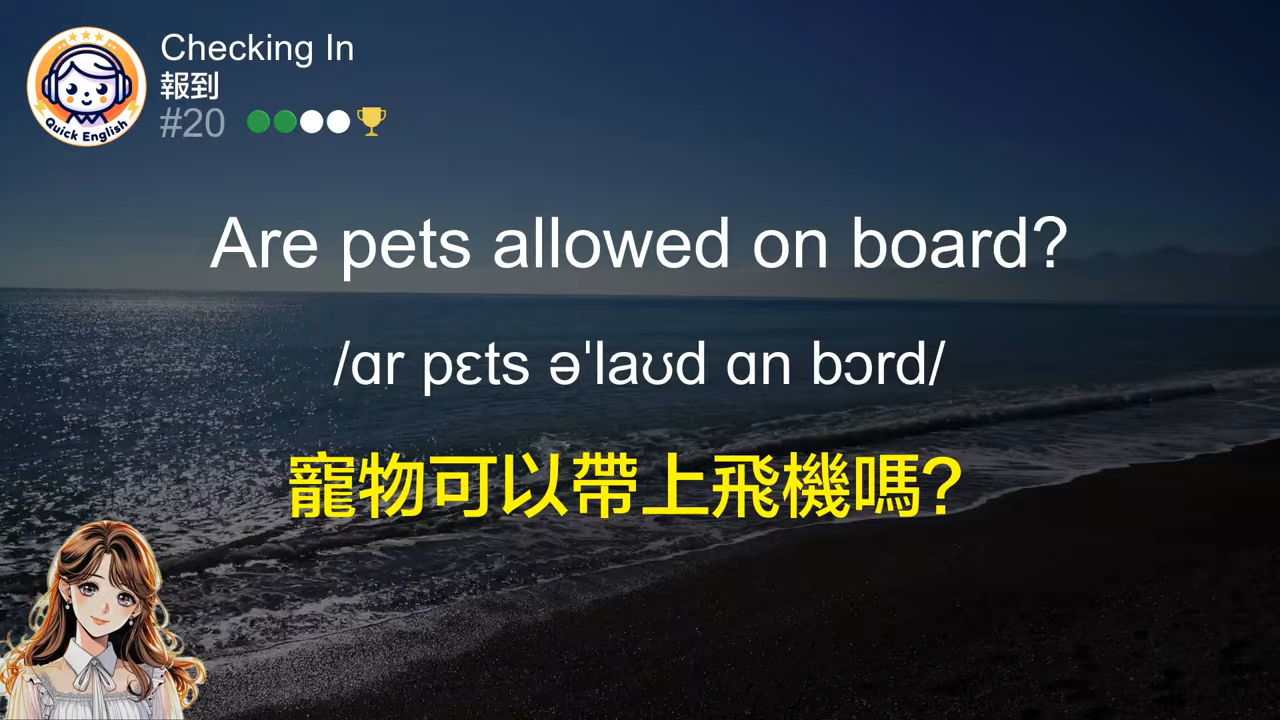 Quick English
Checking In
報到
#20
Are pets allowed on board?
/ɑr pɛts əˈlaʊd ɑn bɔrd/
寵物可以帶上飛機嗎?